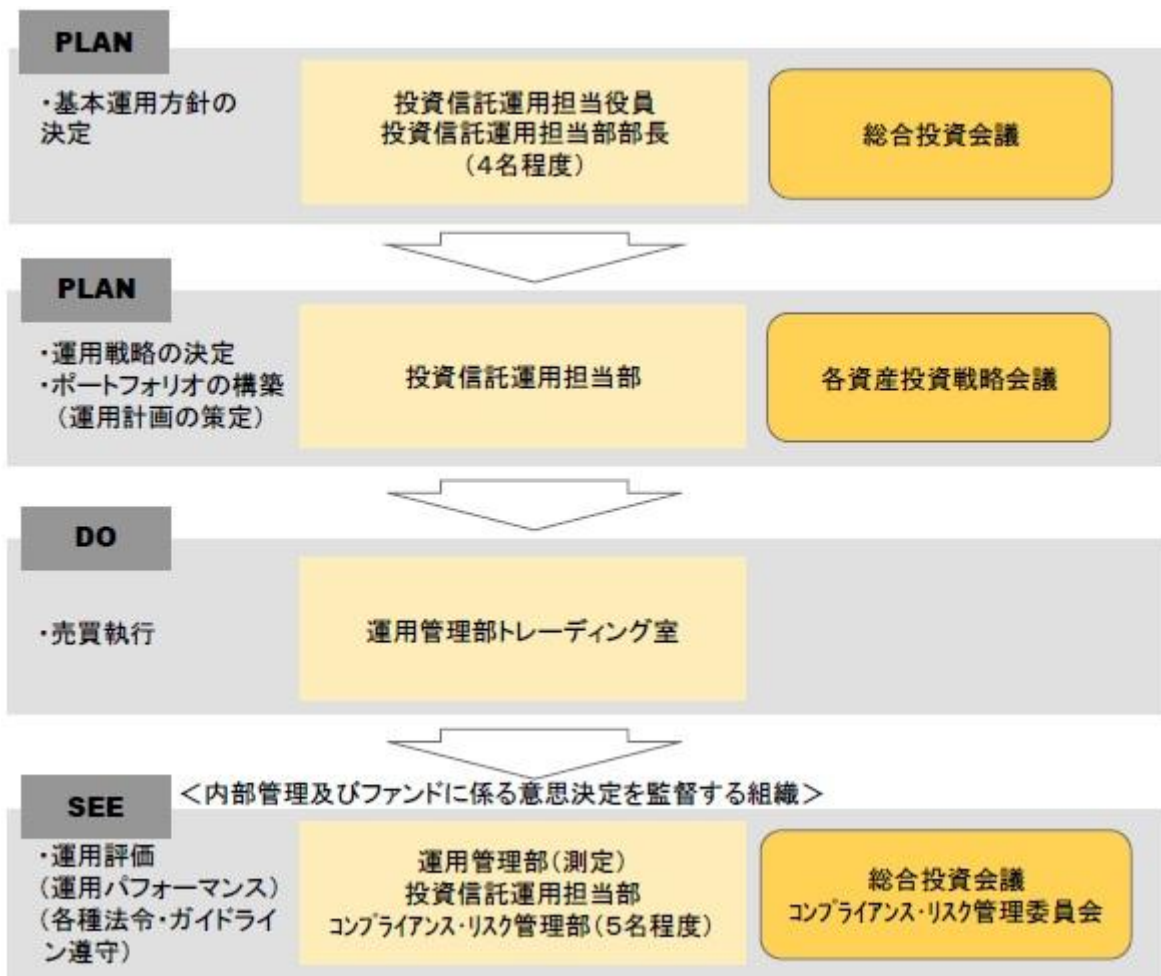 PLAN
・基本運用方針の
決定
投資信託運用担当役員
投資信託運用担当部部長
(4名程度)
総合投資会議
PLAN
・運用戦略の決定
・ポートフォリオの構築
(運用計画の策定)
投資信託運用担当部
各資産投資戦略会議
DO
・売買執行
運用管理部トレーディング室
<内部管理及びファンドに係る意思決定を監督する組織>
SEE
・運用評価
(運用パフォーマンス)
(各種法令・ガイドライ
ン遵守)
運用管理部(測定)
投資信託運用担当部
コンプライアンス・リスク管理部(5名程度)
総合投資会議
コンプライアンス・リスク管理委員会